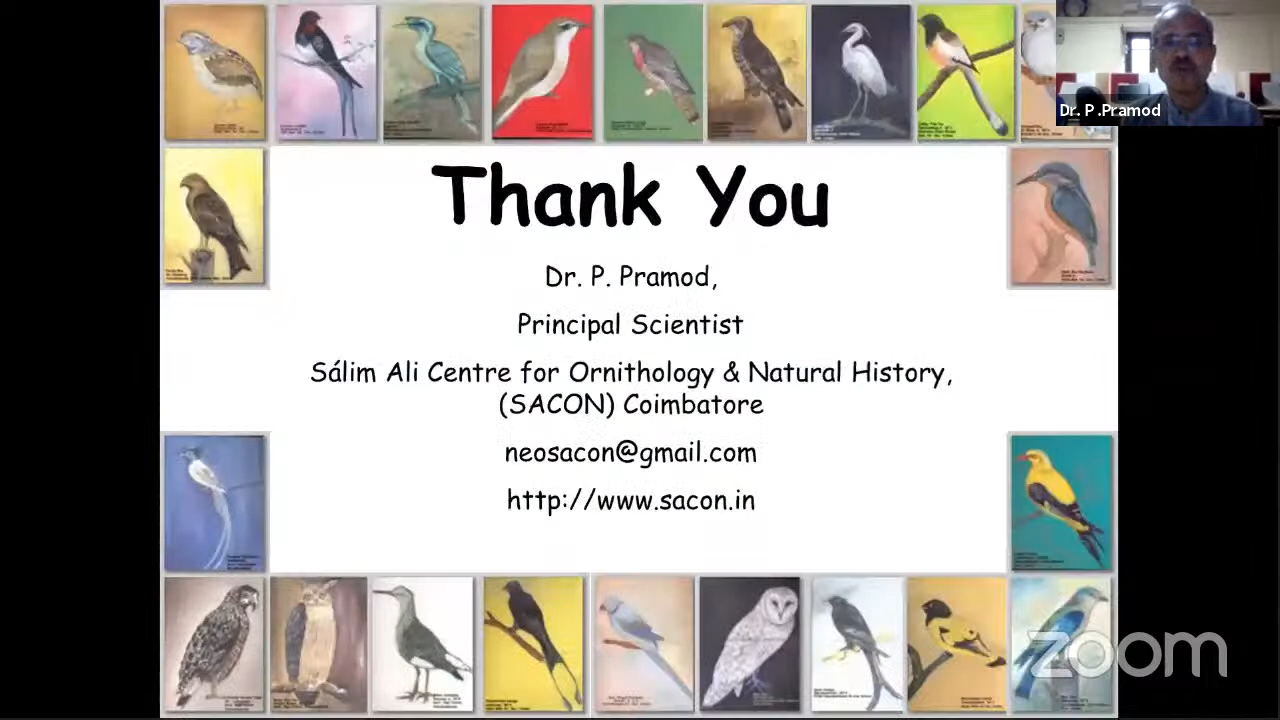 Dr. P.Pramod
Thank You
Dr. P. Pramod,
Principal Scientist
Sálim Ali Centre for Ornithology & Natural History,
(SACON) Coimbatore
neosacon@gmail.com
http://www.sacon.in
zoom